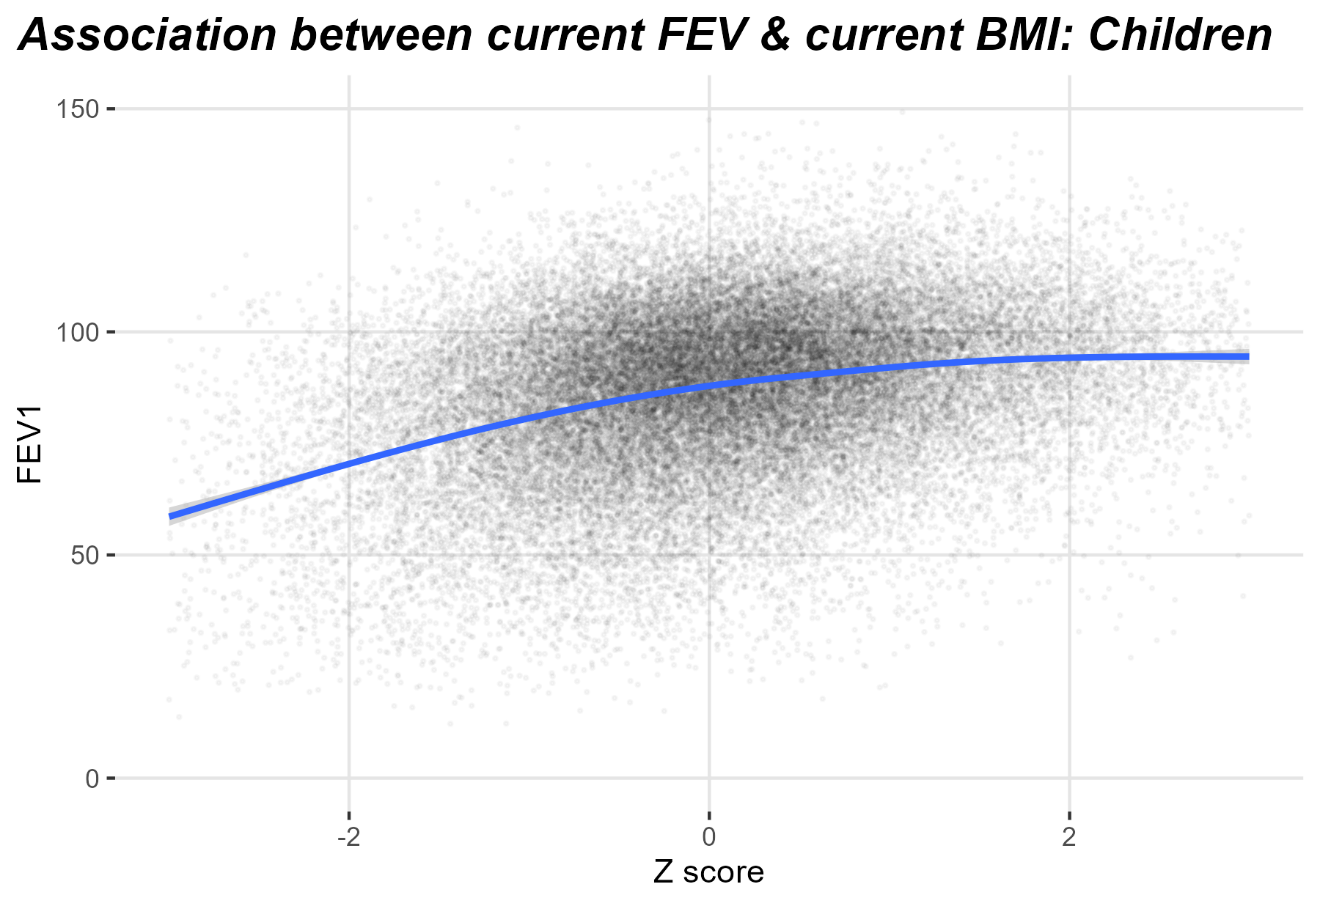 Association between current FEV & current BMI: Children
150
100
50
0
FEV1
-2 0 2
Z score